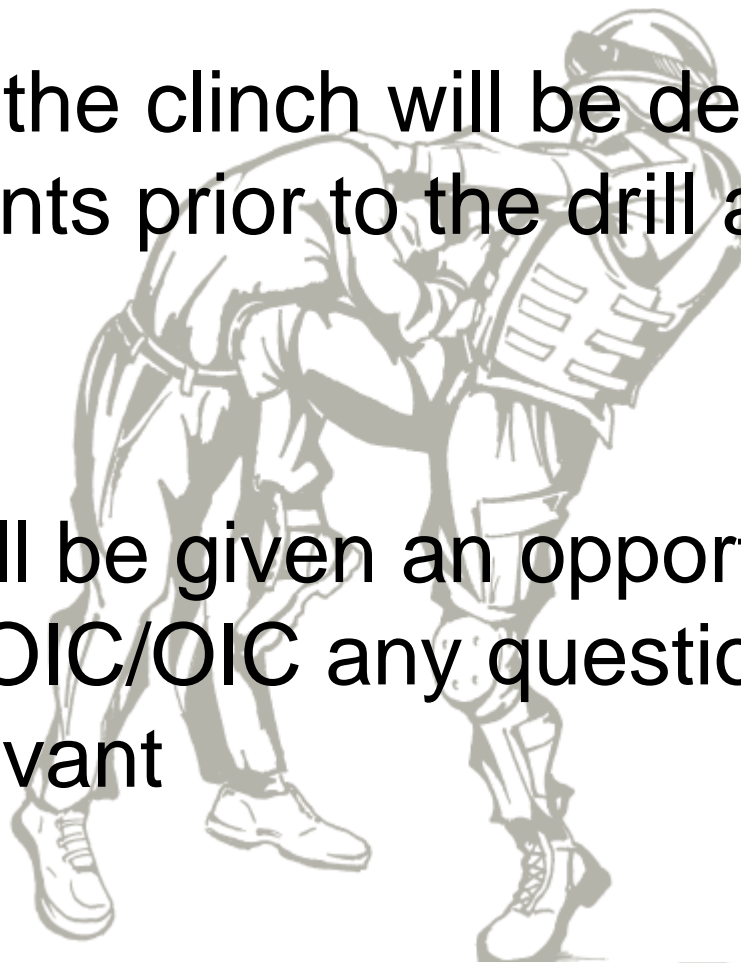 the clinch will be de
nts prior to the drill a
ll be given an opport
OIC/OIC any questio
vant